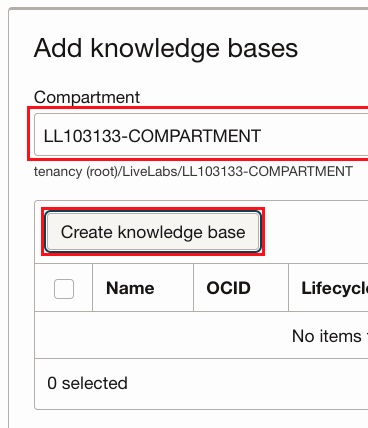 Add knowledge bases
Compartment
LL103133-COMPARTMENT
tenancy (root)/LiveLabs/LL103133-COMPARTMENT
Create knowledge base
Name OCID
No items
0 selected